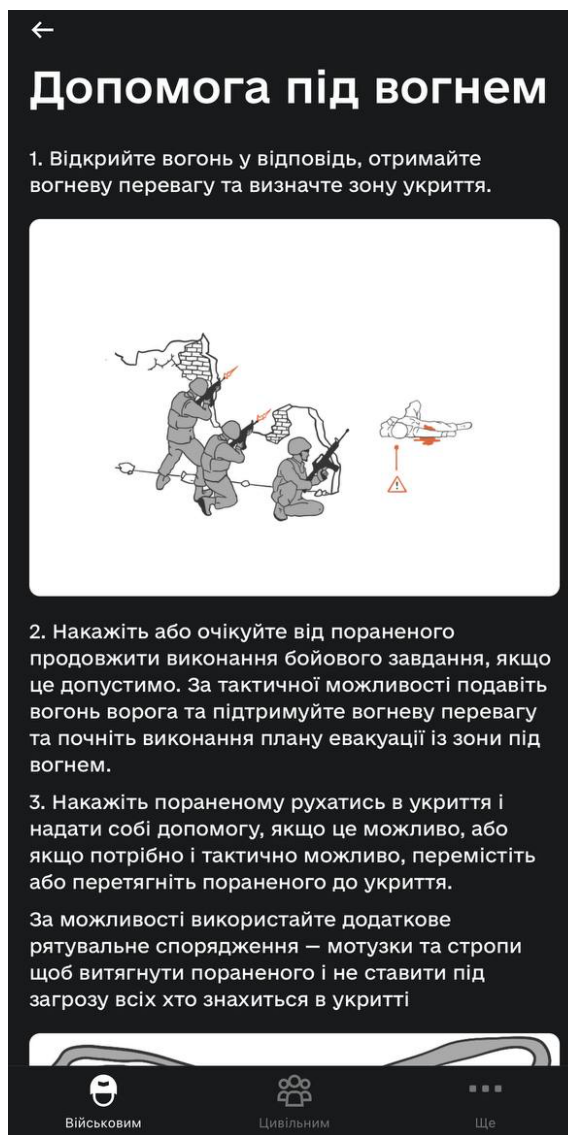 Допомога під вогнем
1. Відкрийте вогонь у відповідь, отримайте
вогневу перевагу та визначте зону укриття.
2. Накажіть або очікуйте від пораненого
продовжити виконання бойового завдання, якщо
це допустимо. За тактичної можливості подавіть
вогонь ворога та підтримуйте вогневу перевагу
та почніть виконання плану евакуації із зони під
вогнем.
3. Накажіть пораненому рухатись в укриття і
надати собі допомогу, якщо це можливо, або
якщо потрібно і тактично можливо, перемістіть
або перетягніть пораненого до укриття.
За можливості використайте додаткове
рятувальне спорядження — мотузки та стропи
щоб витягнути пораненого і не ставити під
загрозу всіх хто знахиться в укритті
Військовим
Цивільним
Ще